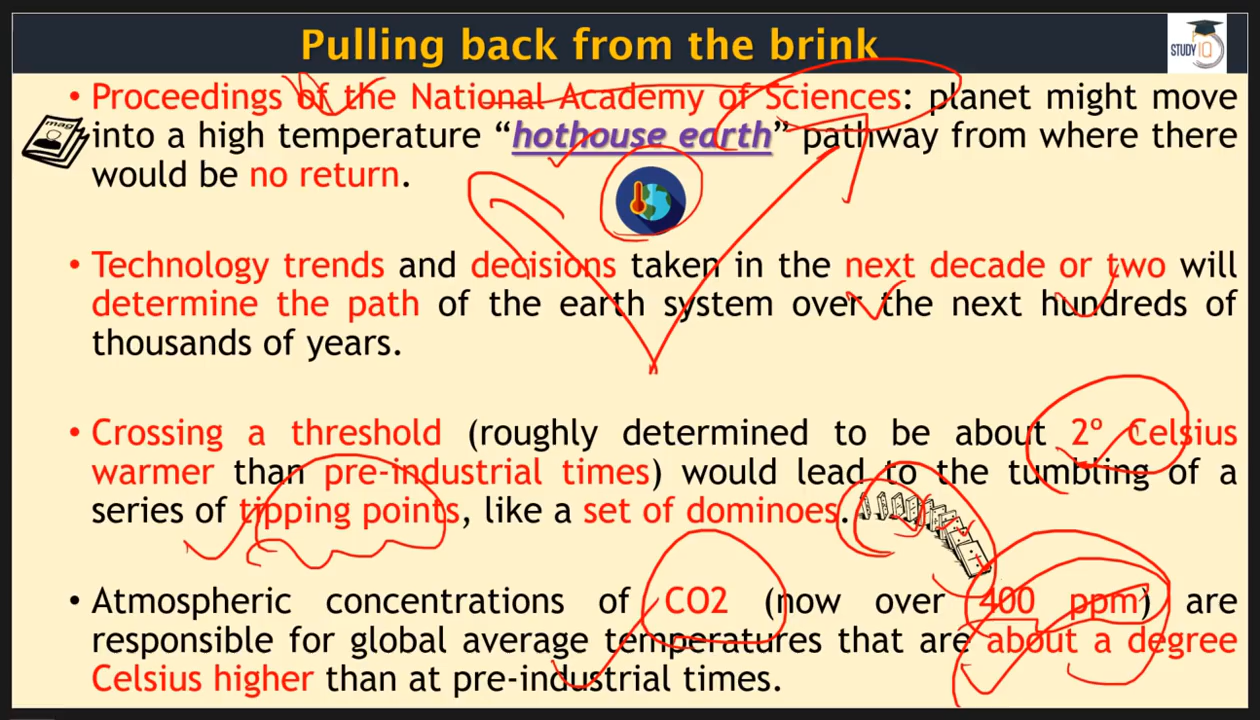 Pulling back from the brink
STUDY IQ
• Proceedings of the National Academy of Sciences: planet might move
mag
into a high temperature “hothouse earth” pathway from where there
would be no return.
• Technology trends and decisions taken in the next decade or two will
determine the path of the earth system over the next hundreds of
thousands of years.
• Crossing a threshold (roughly determined to be about 2° Celsius
warmer than pre-industrial times) would lead to the tumbling of a
series of tipping points, like a set of dominoes.
• Atmospheric concentrations of CO2 (now over 400 ppm) are
responsible for global average temperatures that are about a degree
Celsius higher than at pre-industrial times.